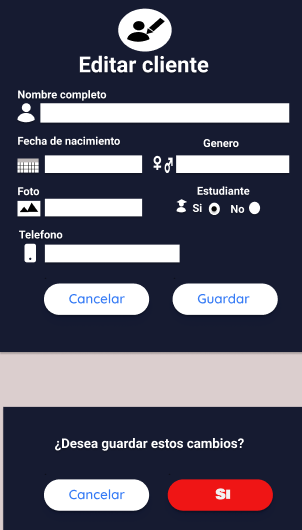 Editar cliente
Nombre completo
Fecha de nacimiento Genero
Foto Estudiante
Si No
Telefono
Cancelar Guardar
¿Desea guardar estos cambios?
Cancelar SI